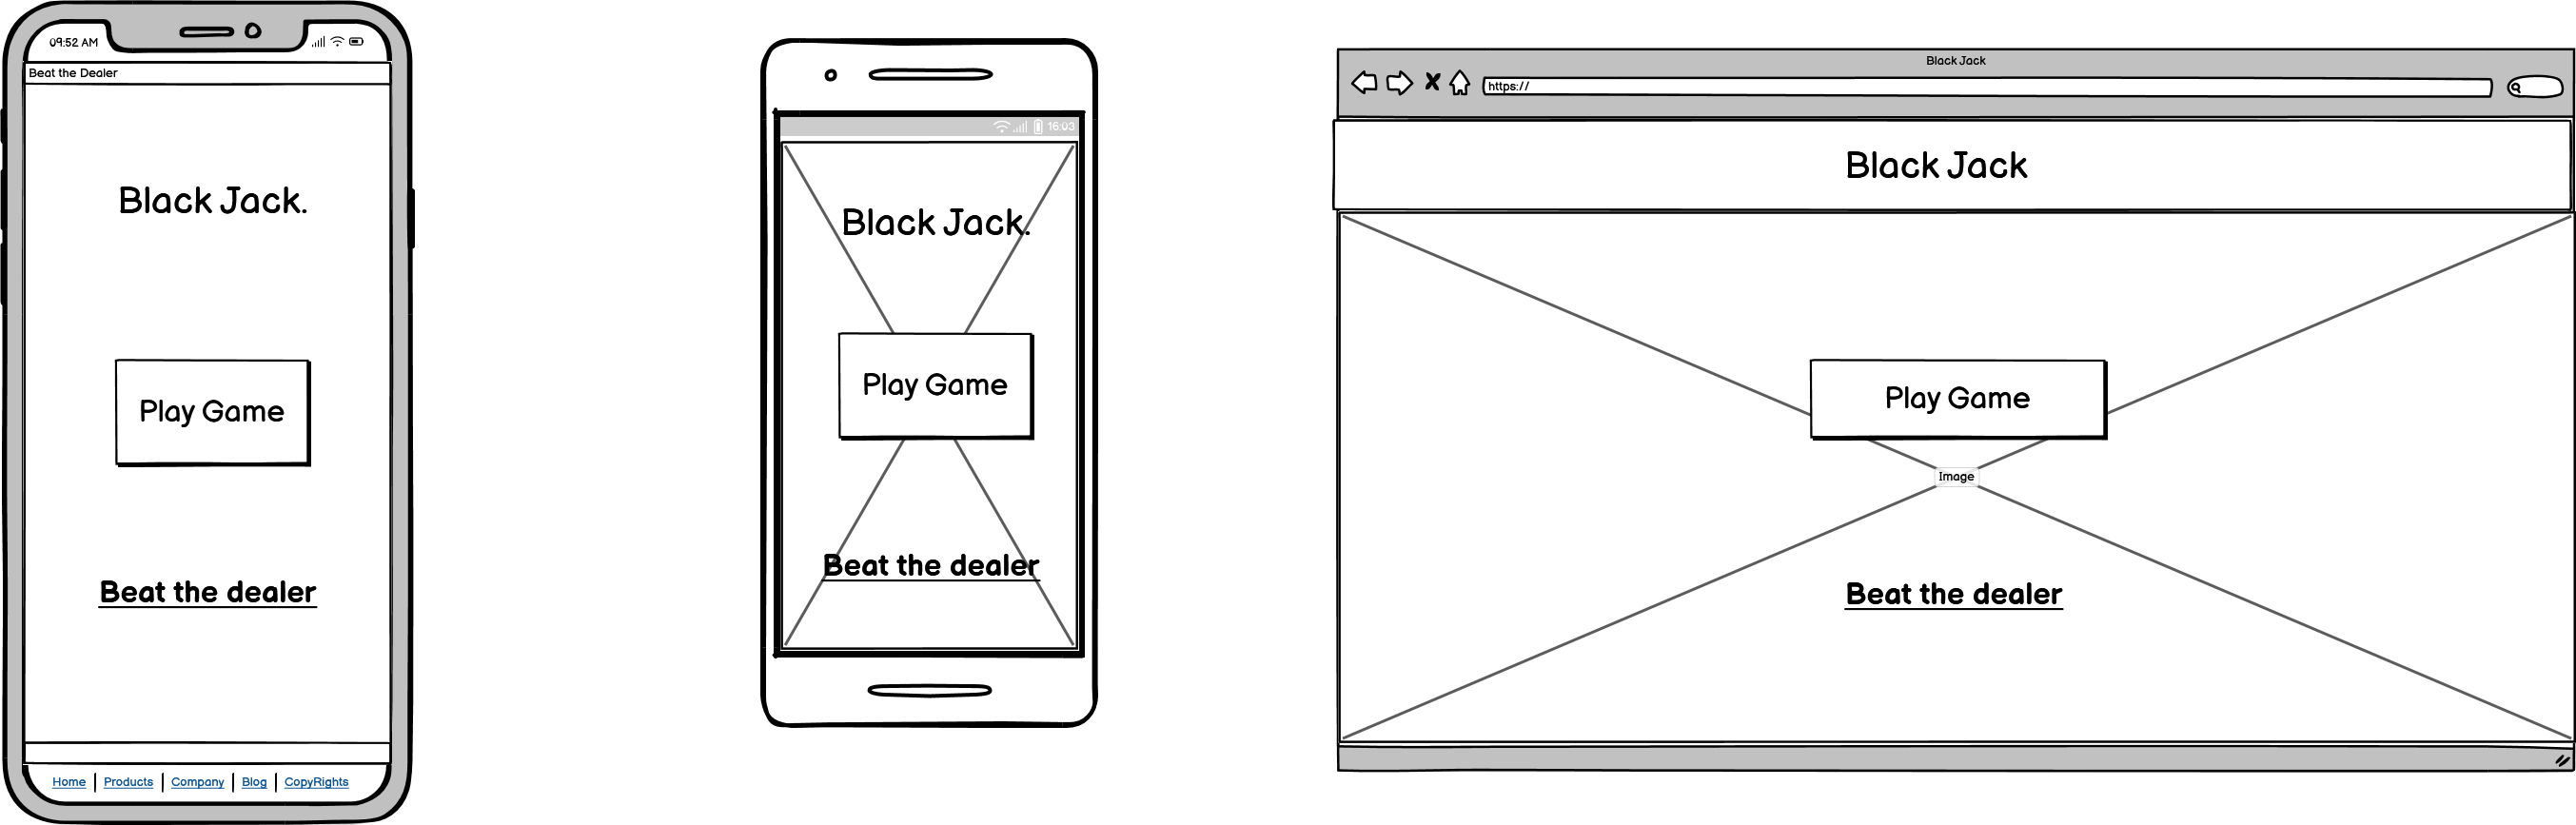 09:52 AM
Beat the Dealer
Black Jack.
Play Game
Beat the dealer
Home | Products | Company | Blog | CopyRights
16:03
Black Jack.
Play Game
Beat the dealer
Black Jack
https://
Black Jack
Play Game
Image
Beat the dealer